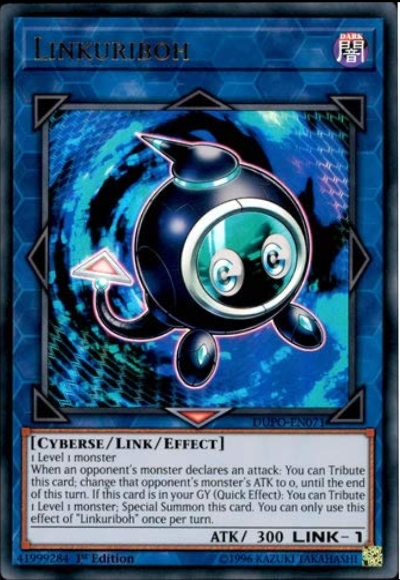 LINKURIBOH
DARK
闇
DUPO-EN071
[CYBERSE/LINK/EFFECT]
1 Level 1 monster
When an opponent's monster declares an attack: You can Tribute
this card; change that opponent's monster's ATK to 0, until the end
of this turn. If this card is in your GY (Quick Effect): You can Tribute
1 Level 1 monster; Special Summon this card. You can only use this
effect of "Linkuriboh" once per turn.
ATK/ 300 LINK-1
41999284 1st Edition ©1996 KAZUKI TAKAHASHI